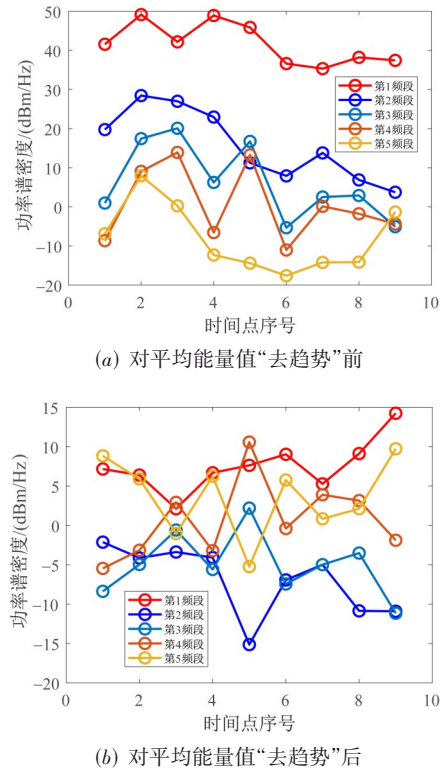 50
40
30
20
10
0
-10
-20
功率谱密度/(dBm/Hz)
第1频段
第2频段
第3频段
第4频段
第5频段
0 2 4 6 8 10
时间点序号
(a) 对平均能量值“去趋势”前
15
10
5
0
-5
-10
-15
-20
功率谱密度/(dBm/Hz)
第1频段
第2频段
第3频段
第4频段
第5频段
0 2 4 6 8 10
时间点序号
(b) 对平均能量值“去趋势”后